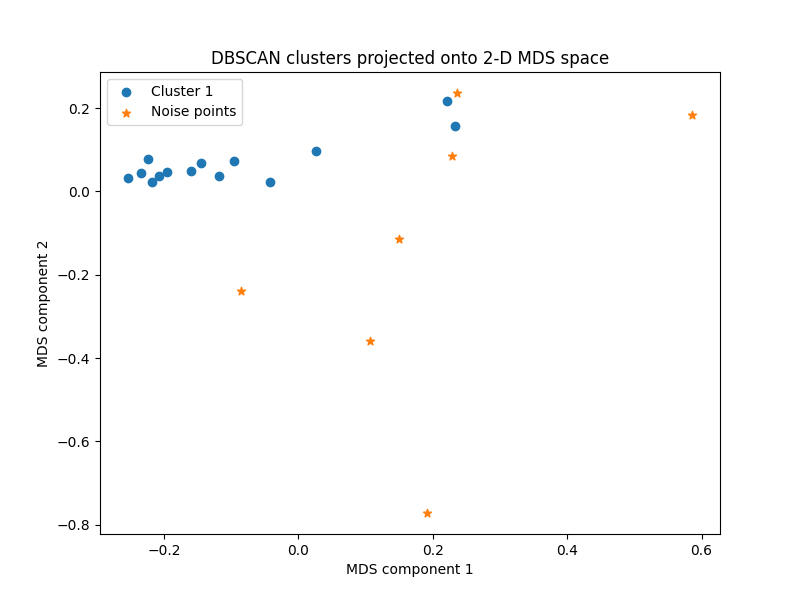 DBSCAN clusters projected onto 2-D MDS space
Cluster 1
Noise points
0.2
0.0
−0.2
−0.4
−0.6
−0.8
MDS component 2
−0.2
0.0
0.2
0.4
0.6
MDS component 1